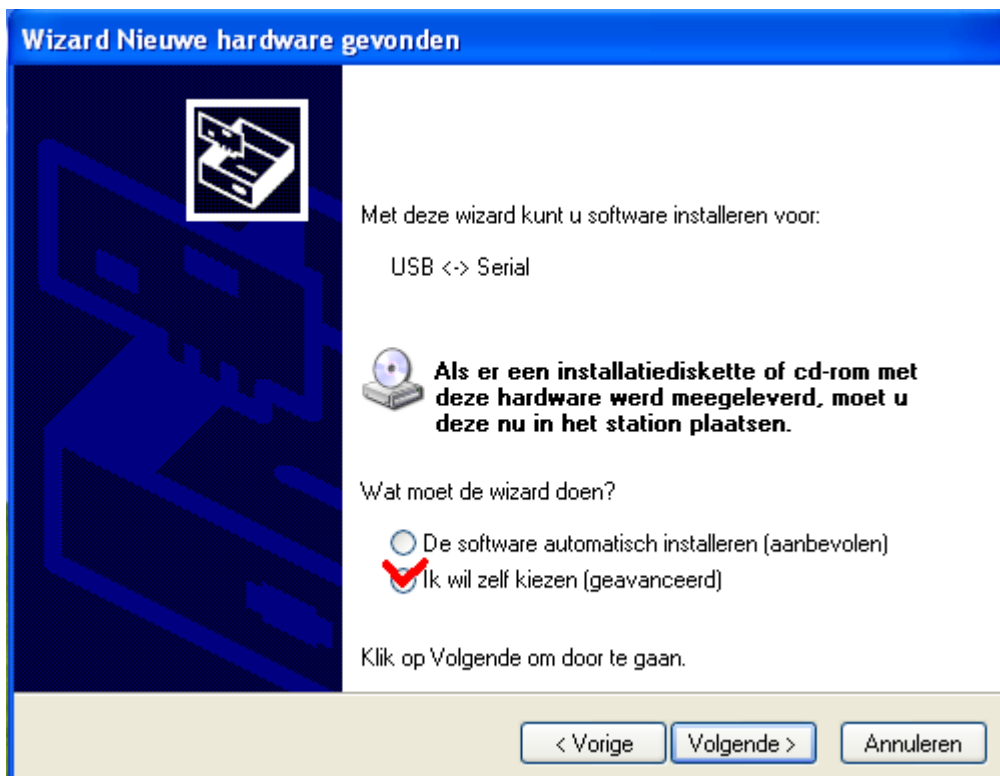 Wizard Nieuwe hardware gevonden
Met deze wizard kunt u software installeren voor:
USB <-> Serial
Als er een installatiediskette of cd-rom met
deze hardware werd meegeleverd, moet u
deze nu in het station plaatsen.
Wat moet de wizard doen?
De software automatisch installeren (aanbevolen)
Ik wil zelf kiezen (geavanceerd)
Klik op Volgende om door te gaan.
< Vorige
Volgende >
Annuleren